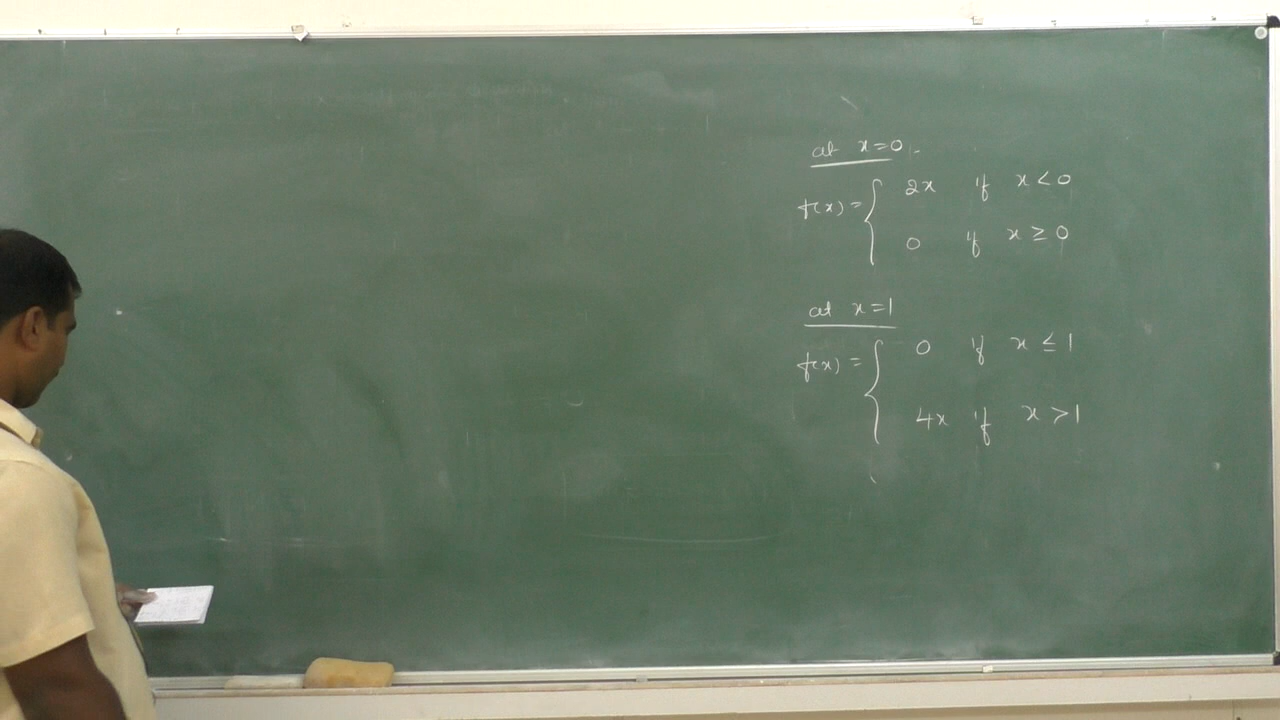 at x=0.
f(x) = { 2x if x < 0
0 if x ≥ 0
at x=1
f(x) = { 0 if x ≤ 1
4x if x > 1